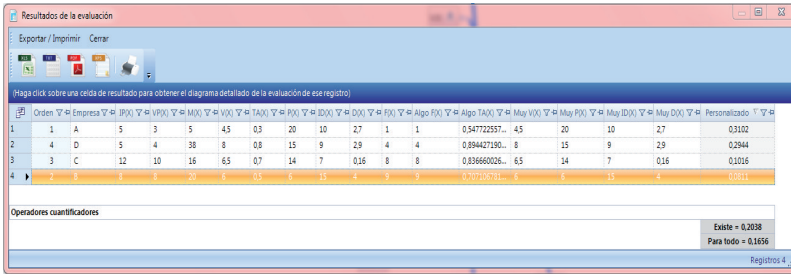 Resultados de la evaluación
Exportar / Imprimir Cerrar
(Haga click sobre una celda de resultado para obtener el diagrama detallado de la evaluación de ese registro)
Orden Empresa IP(X) VP(X) M(X) V(X) TA(X) P(X) ID(X) D(X) F(X) Algo F(X) Algo TA(X) Muy V(X) Muy P(X) Muy ID(X) Muy D(X) Personalizado
1 1 A 5 3 5 4,5 0,3 20 10 2,7 1 1 0,547722557... 4,5 20 10 2,7 0,3102
2 4 D 5 4 38 8 0,8 15 9 2,9 4 4 0,894427190... 8 15 9 2,9 0,2944
3 3 C 12 10 16 6,5 0,7 14 7 0,16 8 8 0,836660026... 6,5 14 7 0,16 0,1016
4 2 B 8 8 20 6 0,5 6 15 4 9 9 0,707106781... 6 6 15 4 0,0811
Operadores cuantificadores
Existe = 0,2038
Para todo = 0,1656
Registros 4